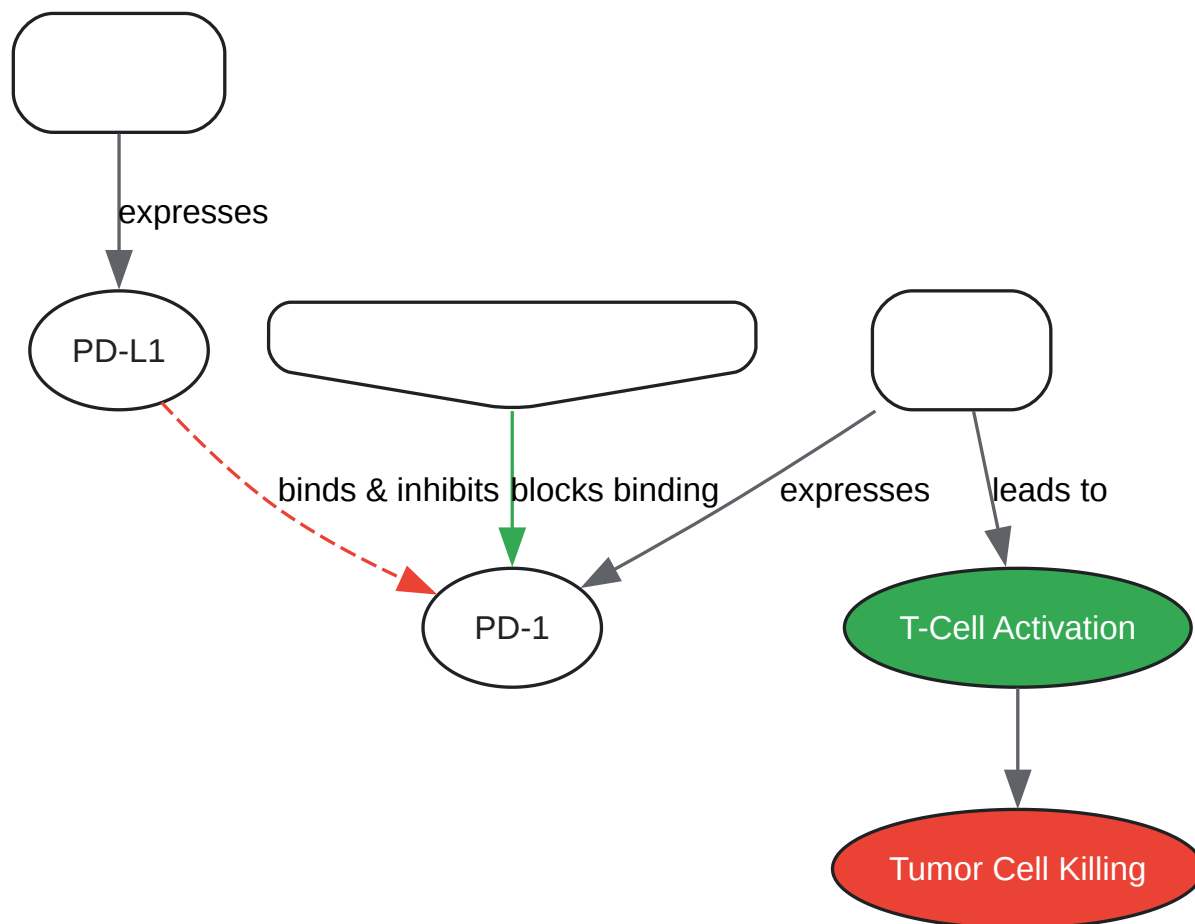 expresses
PD-L1
binds & inhibits
blocks binding
expresses
leads to
PD-1
T-Cell Activation
Tumor Cell Killing